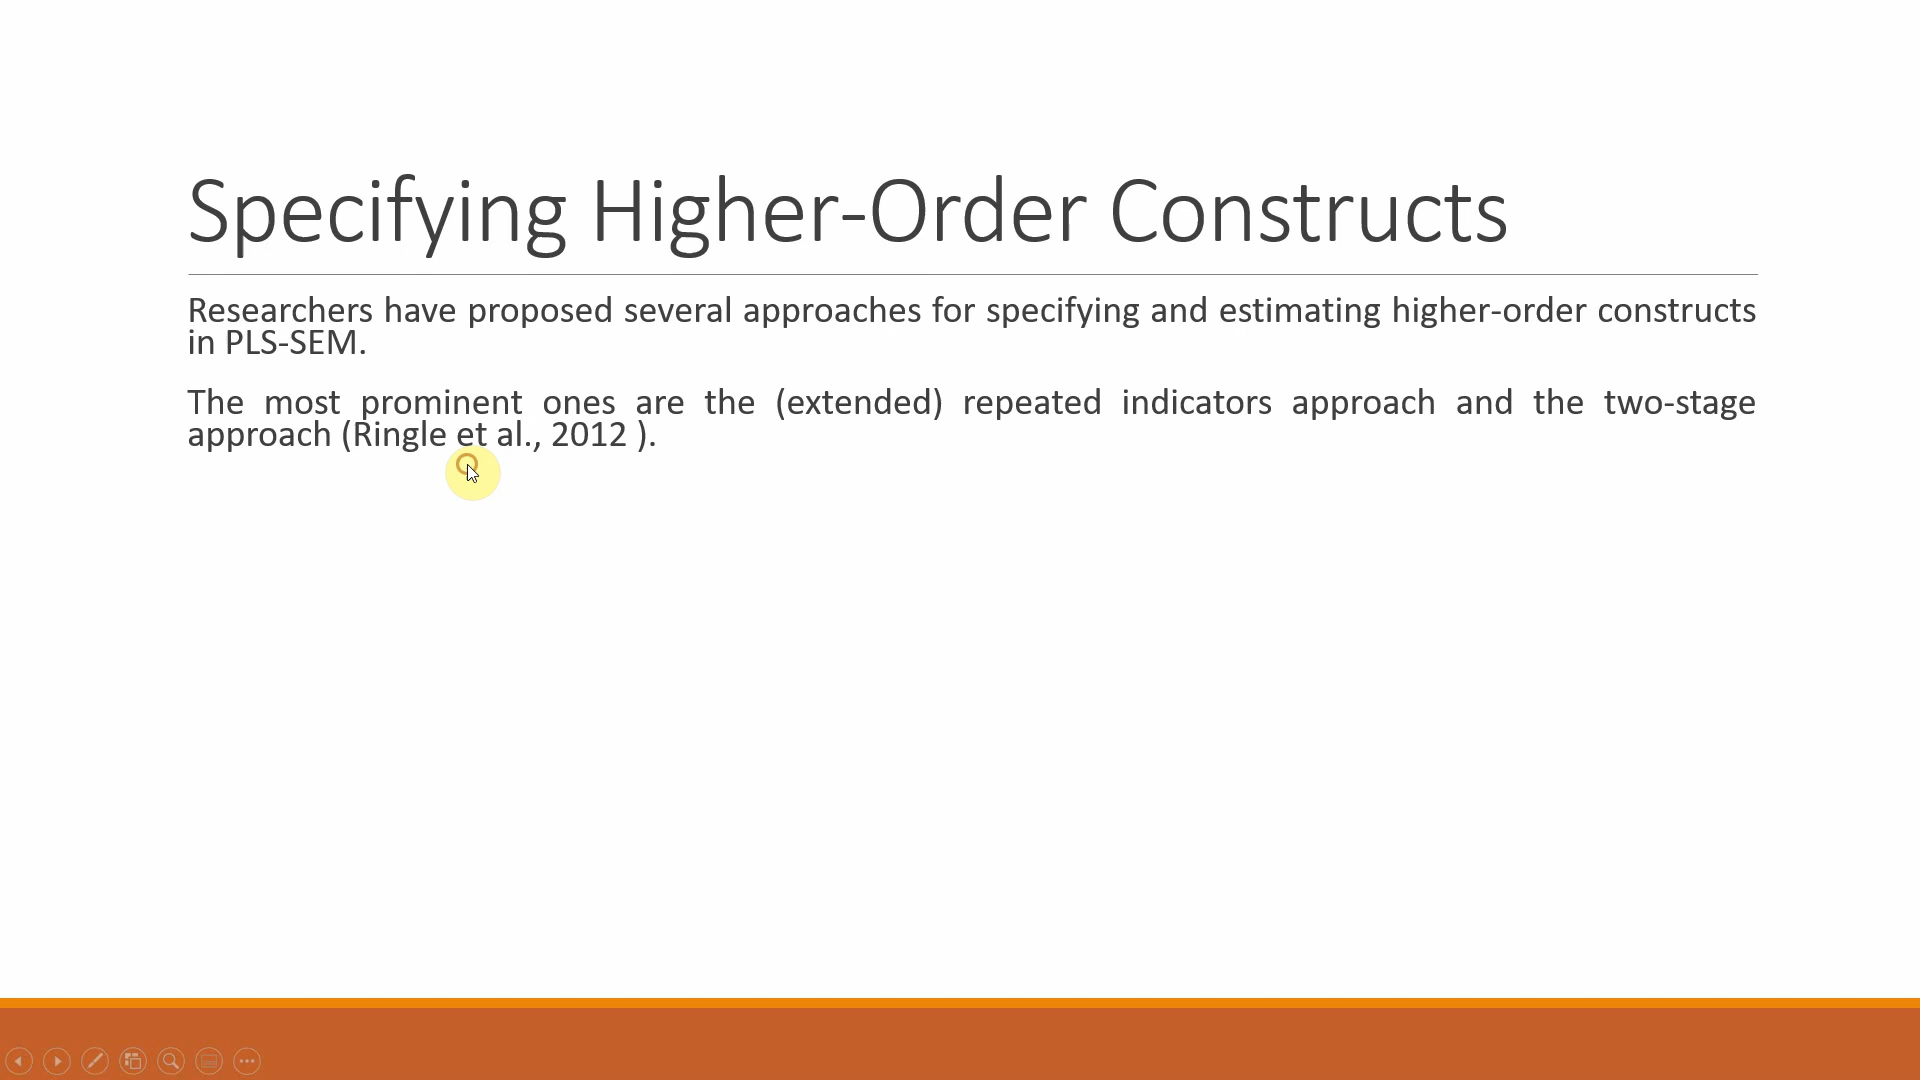 Specifying Higher-Order Constructs
Researchers have proposed several approaches for specifying and estimating higher-order constructs
in PLS-SEM.
The most prominent ones are the (extended) repeated indicators approach and the two-stage
approach (Ringle et al., 2012 ).